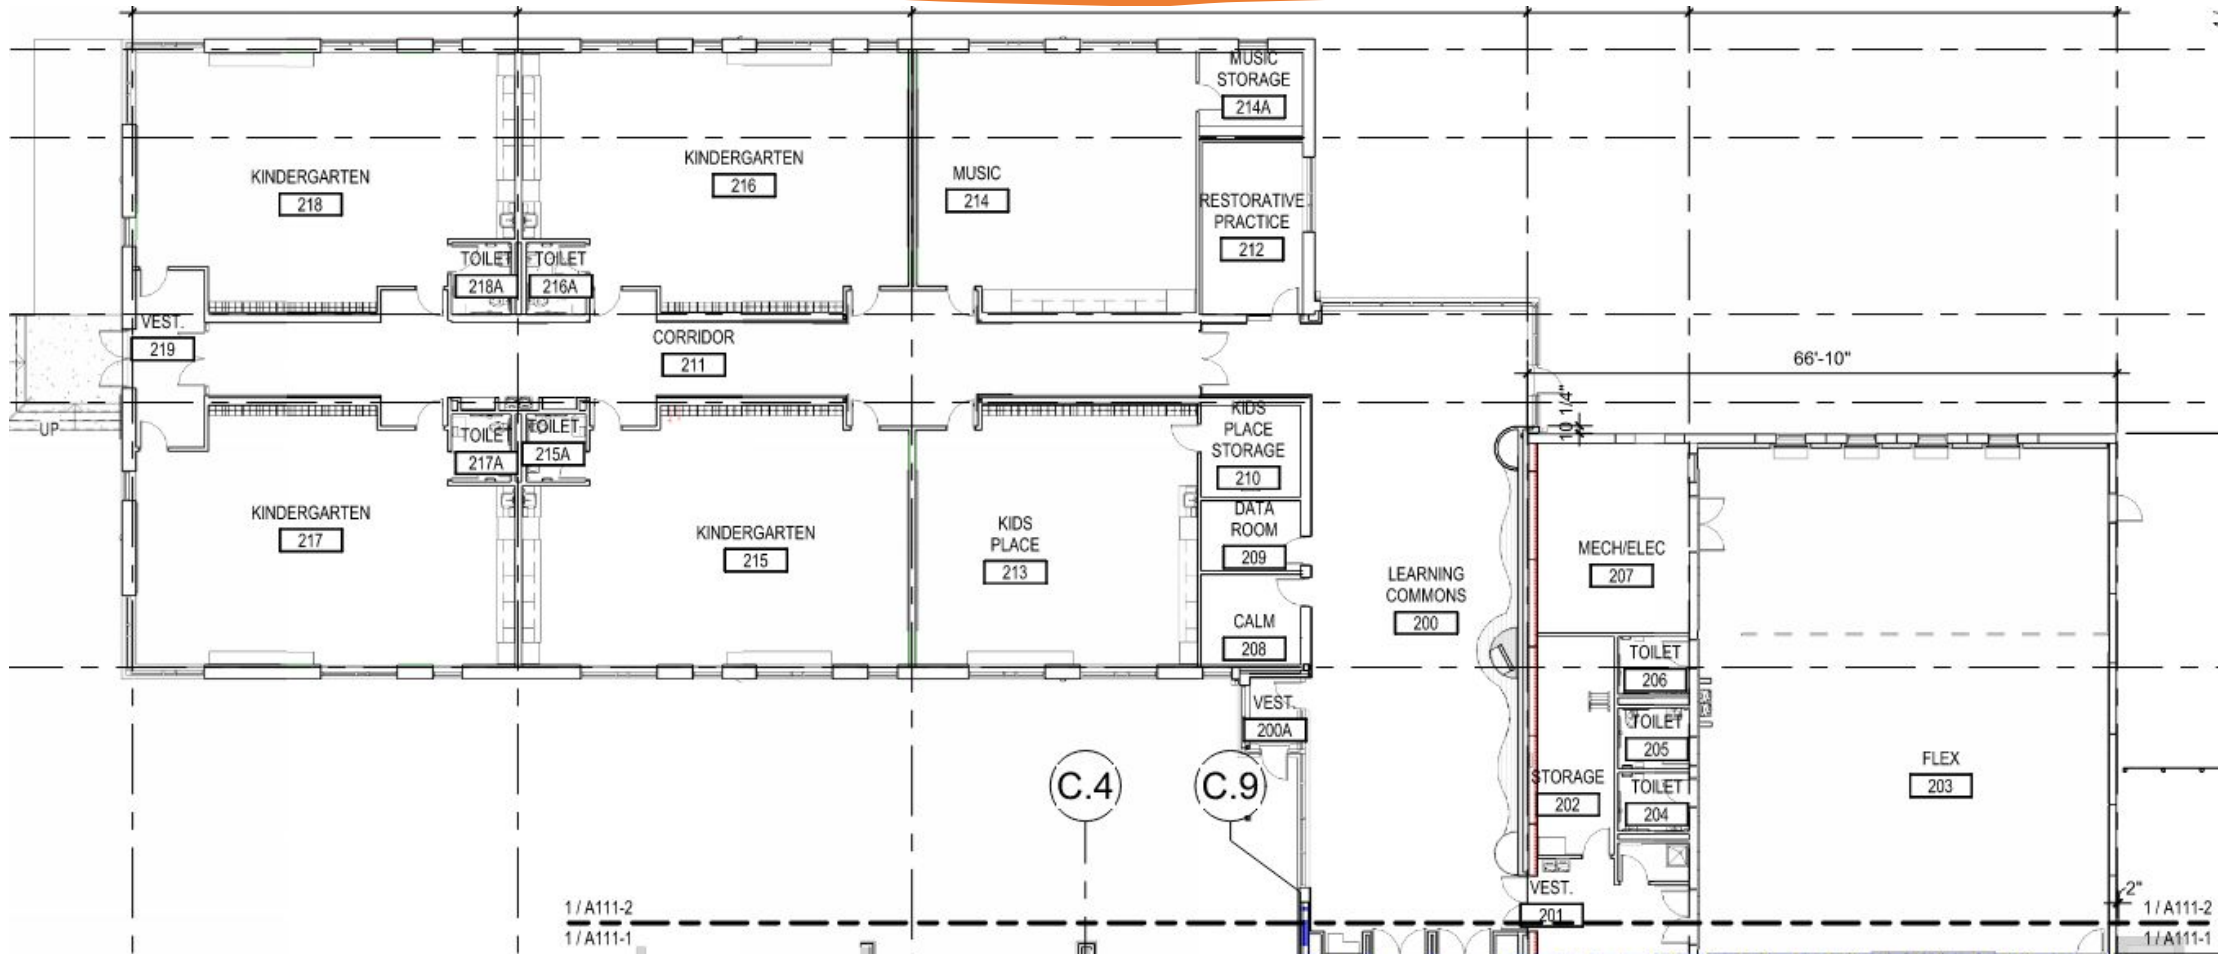 MUSIC
STORAGE
214A
KINDERGARTEN
218
KINDERGARTEN
216
MUSIC
214
RESTORATIVE
PRACTICE
212
TOILET
218A
TOILET
216A
VEST.
219
CORRIDOR
211
66'-10"
10 1/4"
UP
TOILET
217A
TOILET
215A
KIDS
PLACE
STORAGE
210
KINDERGARTEN
217
KINDERGARTEN
215
KIDS
PLACE
213
DATA
ROOM
209
CALM
208
LEARNING
COMMONS
200
MECH/ELEC
207
TOILET
206
TOILET
205
TOILET
204
VEST.
200A
STORAGE
202
FLEX
203
C.4
C.9
VEST.
201
2"
1 / A111-2
1 / A111-1
1 / A111-2
1 / A111-1